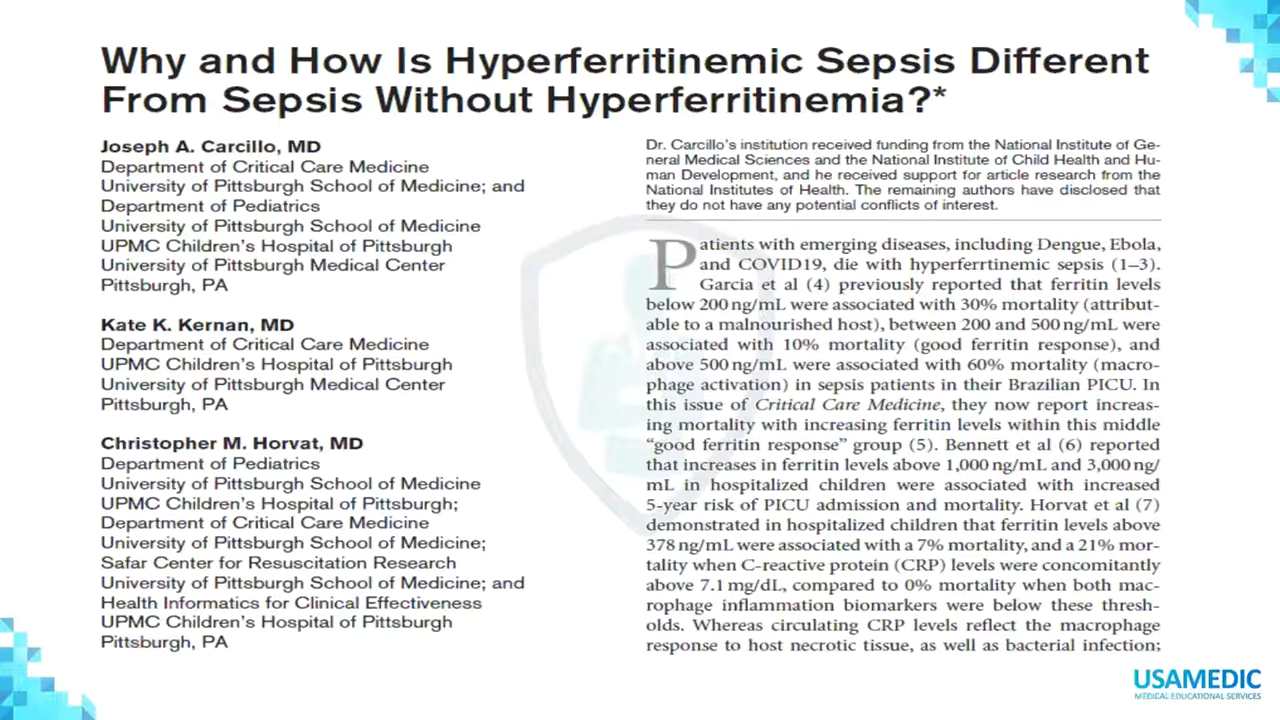 Why and How Is Hyperferritinemic Sepsis Different
From Sepsis Without Hyperferritinemia?*
Joseph A. Carcillo, MD
Department of Critical Care Medicine
University of Pittsburgh School of Medicine; and
Department of Pediatrics
University of Pittsburgh School of Medicine
UPMC Children's Hospital of Pittsburgh
University of Pittsburgh Medical Center
Pittsburgh, PA
Kate K. Kernan, MD
Department of Critical Care Medicine
UPMC Children's Hospital of Pittsburgh
University of Pittsburgh Medical Center
Pittsburgh, PA
Christopher M. Horvat, MD
Department of Pediatrics
University of Pittsburgh School of Medicine
UPMC Children's Hospital of Pittsburgh;
Department of Critical Care Medicine
University of Pittsburgh School of Medicine;
Safar Center for Resuscitation Research
University of Pittsburgh School of Medicine; and
Health Informatics for Clinical Effectiveness
UPMC Children's Hospital of Pittsburgh
Pittsburgh, PA
Dr. Carcillo's institution received funding from the National Institute of Ge-
neral Medical Sciences and the National Institute of Child Health and Hu-
man Development, and he received support for article research from the
National Institutes of Health. The remaining authors have disclosed that
they do not have any potential conflicts of interest.
Patients with emerging diseases, including Dengue, Ebola,
and COVID19, die with hyperferrtinemic sepsis (1–3).
Garcia et al (4) previously reported that ferritin levels
below 200 ng/mL were associated with 30% mortality (attribut-
able to a malnourished host), between 200 and 500 ng/mL were
associated with 10% mortality (good ferritin response), and
above 500 ng/mL were associated with 60% mortality (macro-
phage activation) in sepsis patients in their Brazilian PICU. In
this issue of Critical Care Medicine, they now report increas-
ing mortality with increasing ferritin levels within this middle
"good ferritin response" group (5). Bennett et al (6) reported
that increases in ferritin levels above 1,000 ng/mL and 3,000 ng/
mL in hospitalized children were associated with increased
5-year risk of PICU admission and mortality. Horvat et al (7)
demonstrated in hospitalized children that ferritin levels above
378 ng/mL were associated with a 7% mortality, and a 21% mor-
tality when C-reactive protein (CRP) levels were concomitantly
above 7.1 mg/dL, compared to 0% mortality when both mac-
rophage inflammation biomarkers were below these thresh-
olds. Whereas circulating CRP levels reflect the macrophage
response to host necrotic tissue, as well as bacterial infection;
USAMEDIC
MEDICAL EDUCATIONAL SERVICES